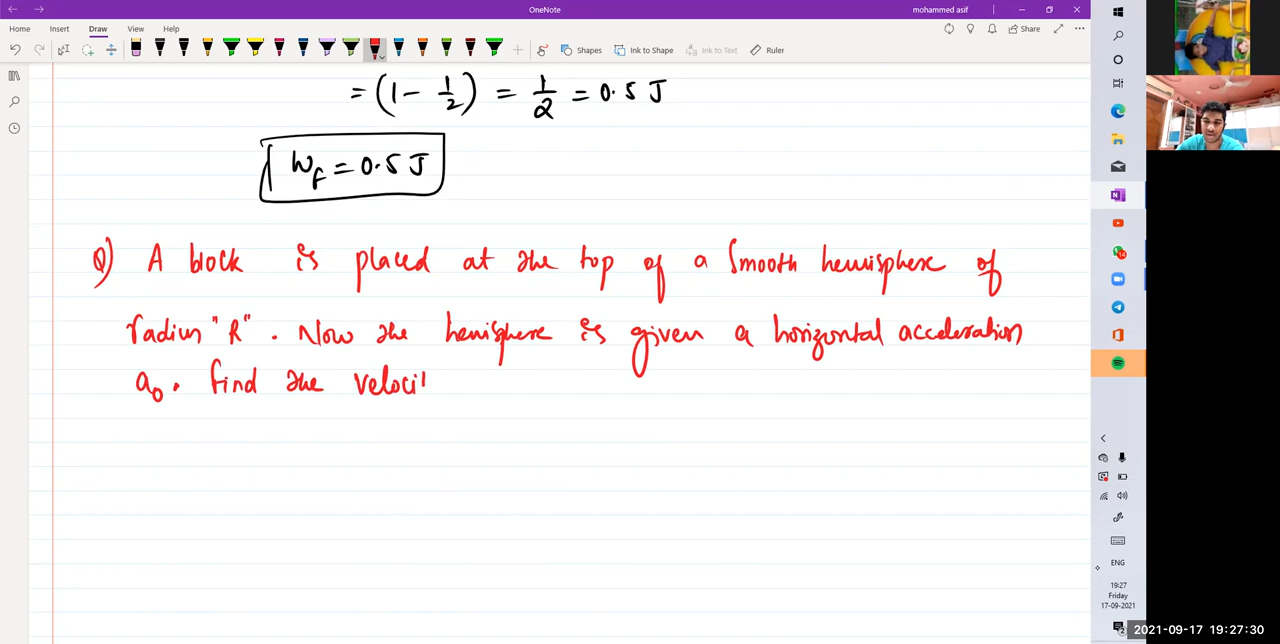 OneNote
mohammed asif
Home Insert Draw View Help
Share
Shapes Ink to Shape Ink to Text Ruler
= (1 - 1/2) = 1/2 = 0.5 J
Wf = 0.5 J
Q) A block is placed at the top of a smooth hemisphere of
radius "R". Now the hemisphere is given a horizontal acceleration
a0. find the veloci
ENG
19:27
Friday
17-09-2021
2021-09-17 19:27:30